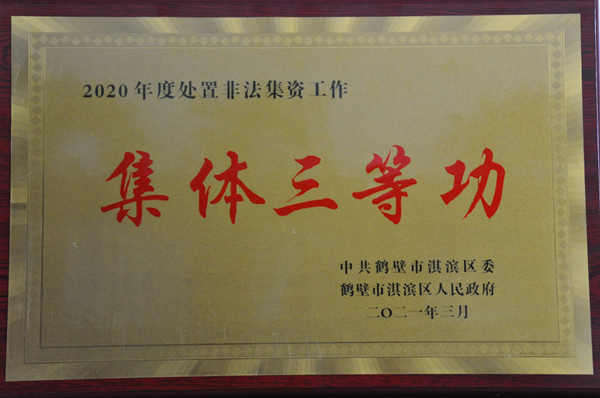 2020年度处置非法集资工作
集体三等功
中共鹤壁市淇滨区委
鹤壁市淇滨区人民政府
二〇二一年三月